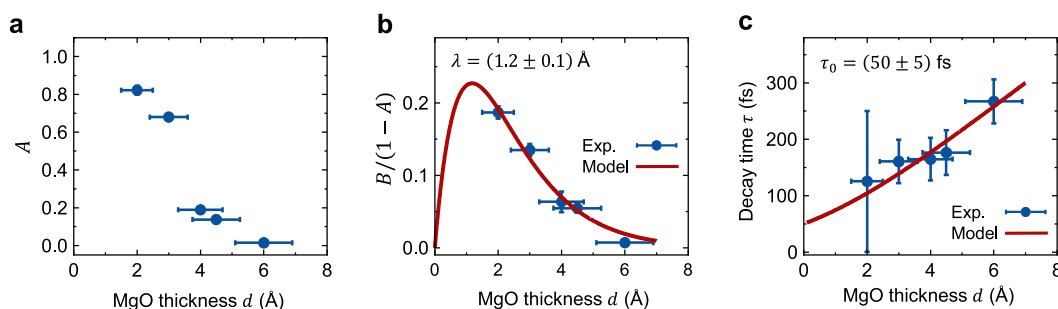 a
A
1.0
0.8
0.6
0.4
0.2
0.0
0 2 4 6 8
MgO thickness d (Å)
b
B/(1 − A)
0.2
0.1
0.0
λ = (1.2 ± 0.1) Å
Exp.
Model
0 2 4 6 8
MgO thickness d (Å)
c
Decay time τ (fs)
400
300
200
100
0
τ₀ = (50 ± 5) fs
Exp.
Model
0 2 4 6 8
MgO thickness d (Å)